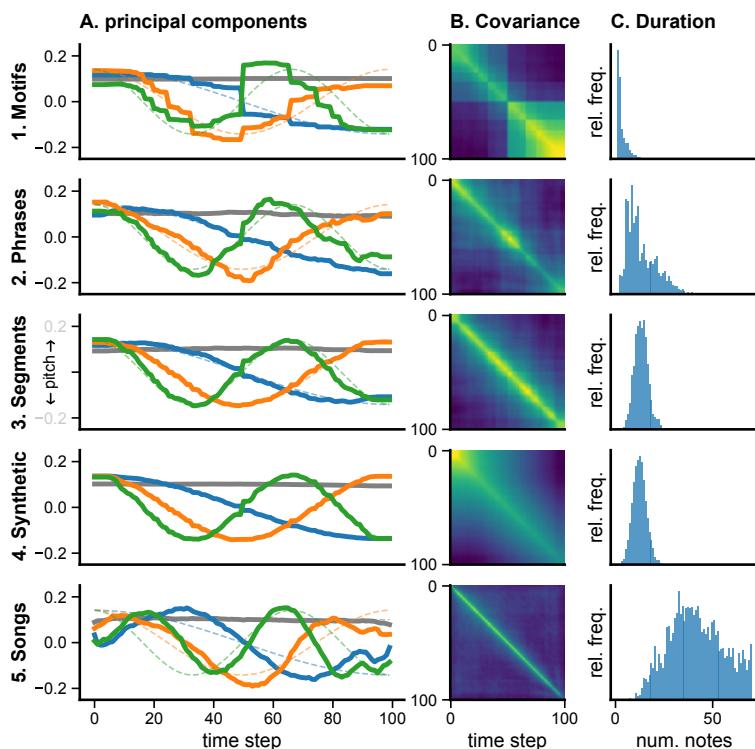 A. principal components
B. Covariance
C. Duration
1. Motifs
0.2
0.0
−0.2
0
100
rel. freq.
2. Phrases
0.2
0.0
−0.2
0
100
rel. freq.
3. Segments
0.2
← pitch →
−0.2
0
100
rel. freq.
4. Synthetic
0.2
0.0
−0.2
0
100
rel. freq.
5. Songs
0.2
0.0
−0.2
0
100
rel. freq.
0 20 40 60 80 100
0 100
0 50
time step
time step
num. notes